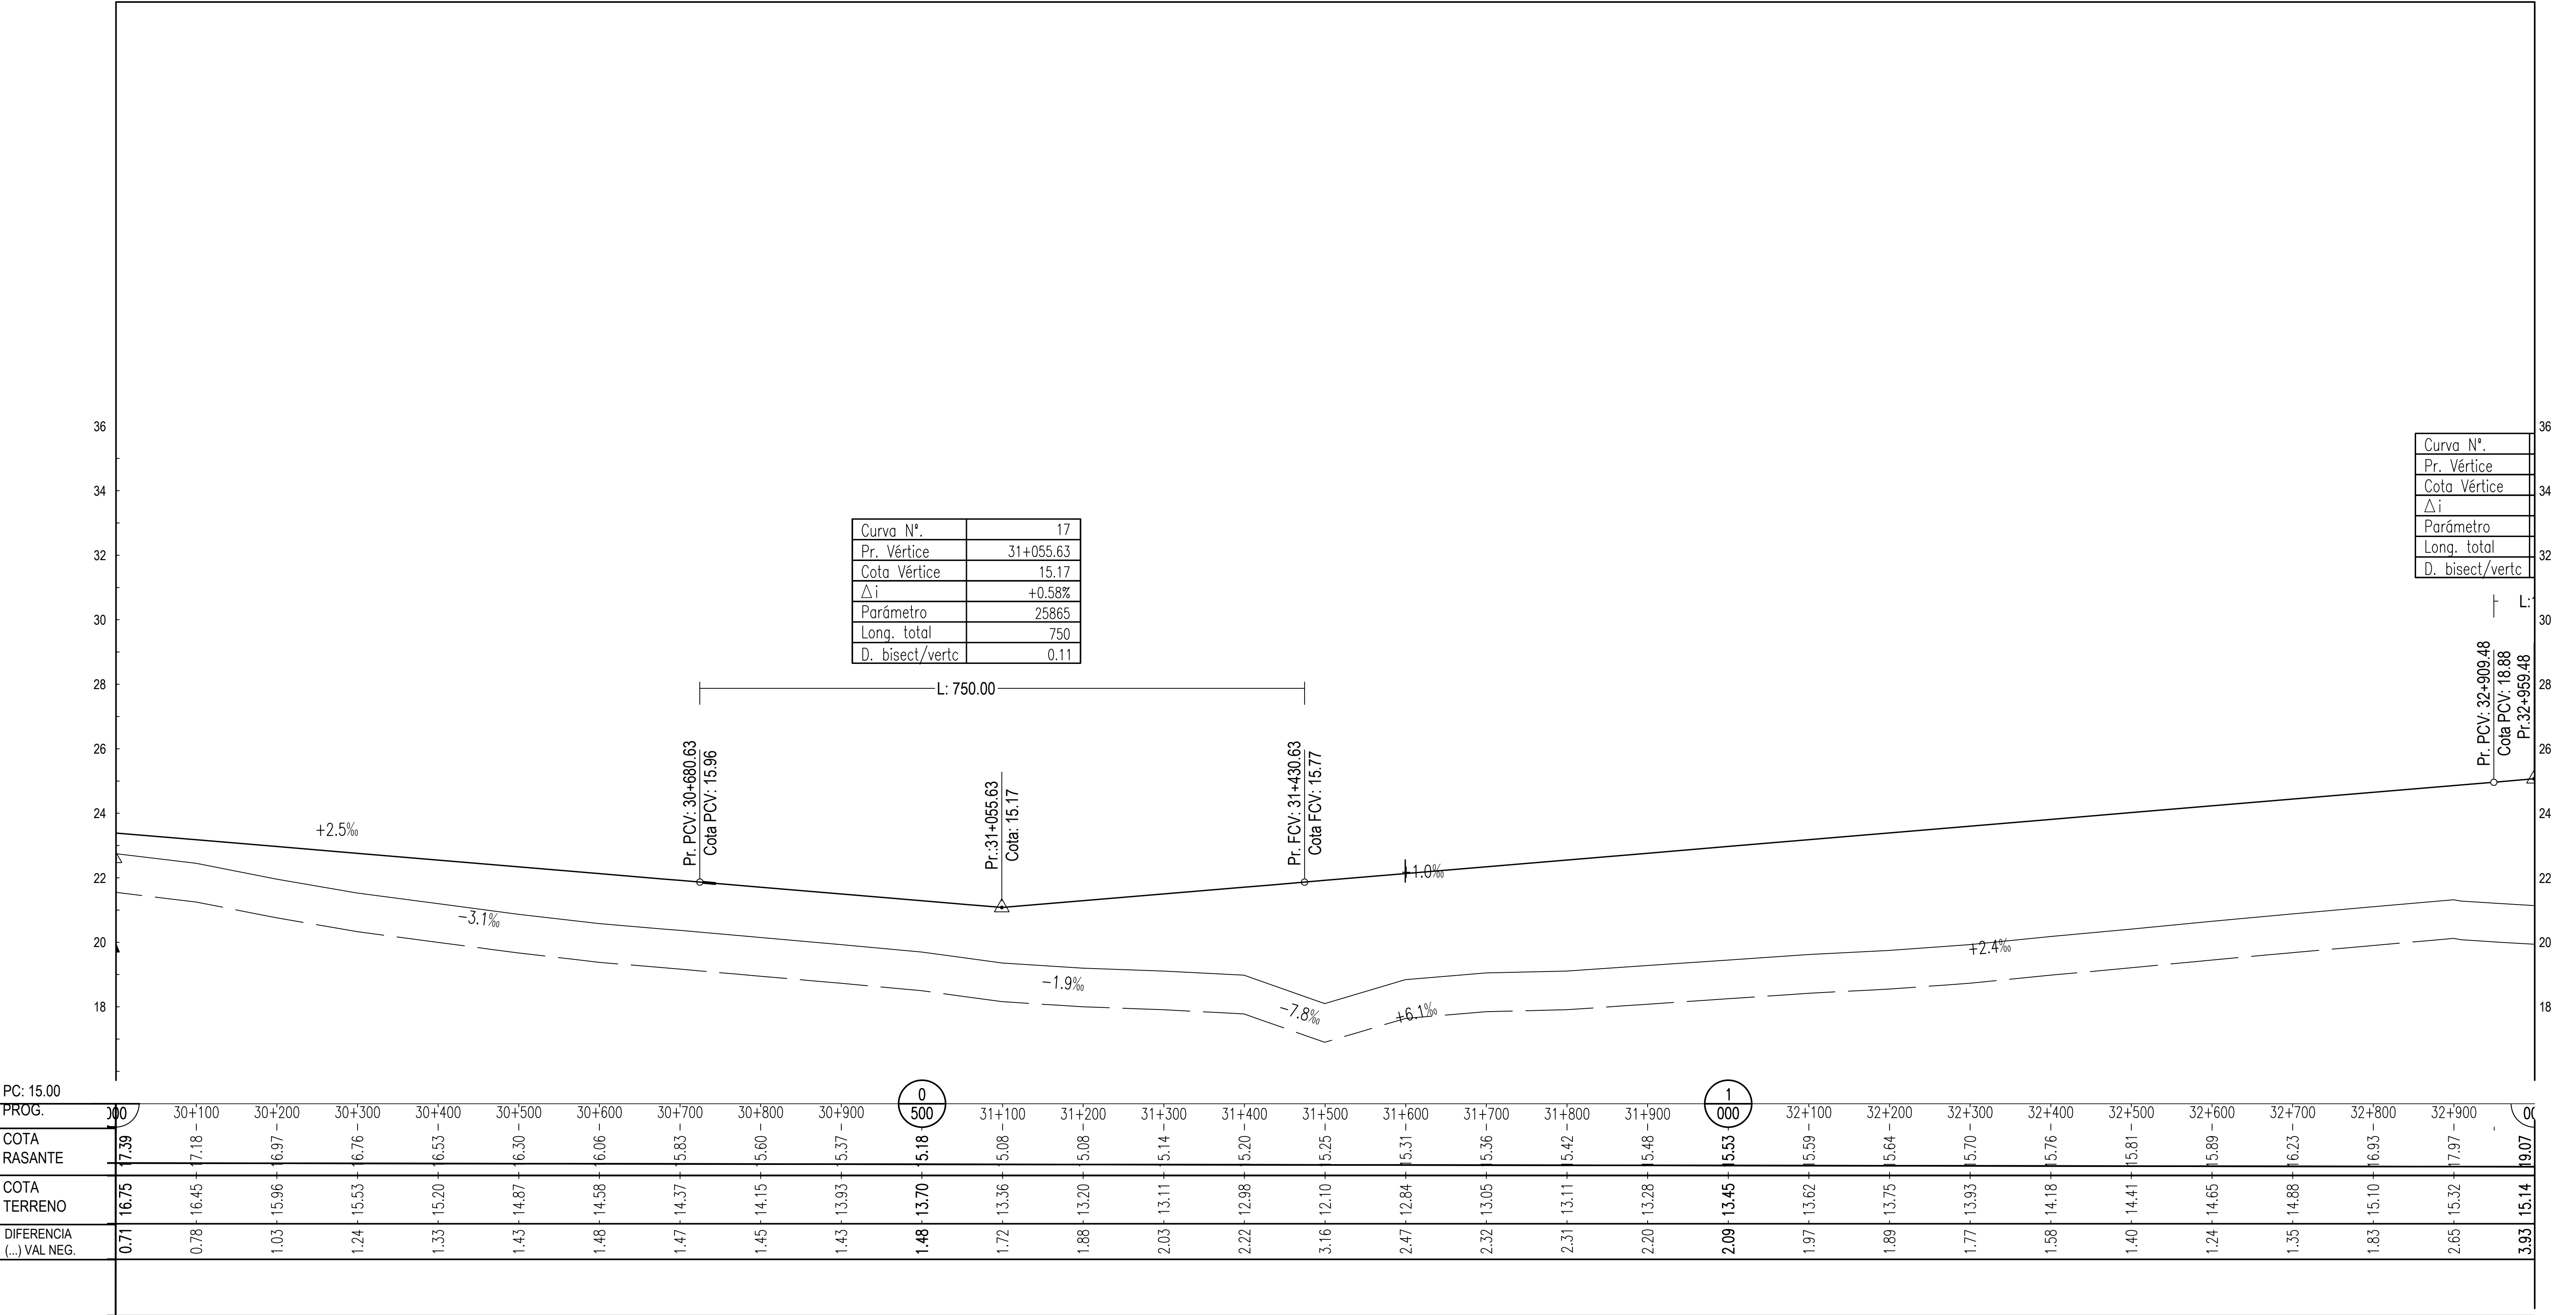 36
34
32
30
28
26
24
22
20
18
36
34
32
30
28
26
24
22
20
18
Curva Nº. 17
Pr. Vértice 31+055.63
Cota Vértice 15.17
△i +0.58%
Parámetro 25865
Long. total 750
D. bisect/vertc 0.11
Curva Nº.
Pr. Vértice
Cota Vértice
△i
Parámetro
Long. total
D. bisect/vertc
L: 750.00
L:
Pr. PCV: 30+680.63
Cota PCV: 15.96
Pr.:31+055.63
Cota: 15.17
Pr. FCV: 31+430.63
Cota FCV: 15.77
Pr. PCV: 32+909.48
Cota PCV: 18.88
Pr.32+959.48
+2.5‰
+1.0‰
-3.1‰
-1.9‰
-7.8‰
+6.1‰
+2.4‰
PC: 15.00
PROG. 000 30+100 30+200 30+300 30+400 30+500 30+600 30+700 30+800 30+900 0 500 31+100 31+200 31+300 31+400 31+500 31+600 31+700 31+800 31+900 1 000 32+100 32+200 32+300 32+400 32+500 32+600 32+700 32+800 32+900 00
COTA
RASANTE 17.39 17.18 16.97 16.76 16.53 16.30 16.06 15.83 15.60 15.37 15.18 15.08 15.08 15.14 15.20 15.25 15.31 15.36 15.42 15.48 15.53 15.59 15.64 15.70 15.76 15.81 15.89 16.23 16.93 17.97 19.07
COTA
TERRENO 16.75 16.45 15.96 15.53 15.20 14.87 14.58 14.37 14.15 13.93 13.70 13.36 13.20 13.11 12.98 12.10 12.84 13.05 13.11 13.28 13.45 13.62 13.75 13.93 14.18 14.41 14.65 14.88 15.10 15.32 15.14
DIFERENCIA
(...) VAL NEG. 0.71 0.78 1.03 1.24 1.33 1.43 1.48 1.47 1.45 1.43 1.48 1.72 1.88 2.03 2.22 3.16 2.47 2.32 2.31 2.20 2.09 1.97 1.89 1.77 1.58 1.40 1.24 1.35 1.83 2.65 3.93